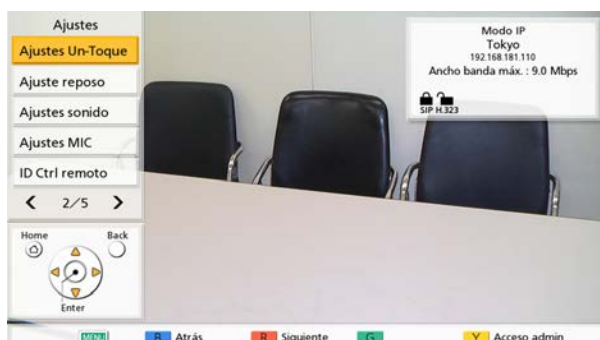 Ajustes
Ajustes Un-Toque
Ajuste reposo
Ajustes sonido
Ajustes MIC
ID Ctrl remoto
2/5
Modo IP
Tokyo
192.168.181.110
Ancho banda máx. : 9.0 Mbps
SIP H.323
Home
Back
Enter
MENU
B Atrás
R Siguiente
G
Y Acceso admin